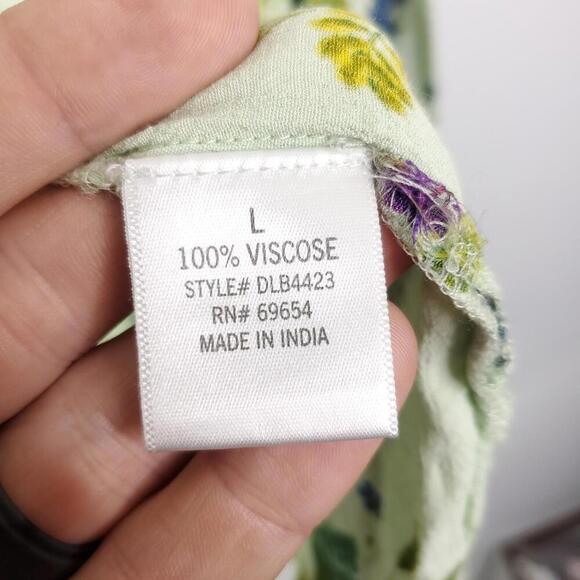 L
100% VISCOSE
STYLE# DLB4423
RN# 69654
MADE IN INDIA